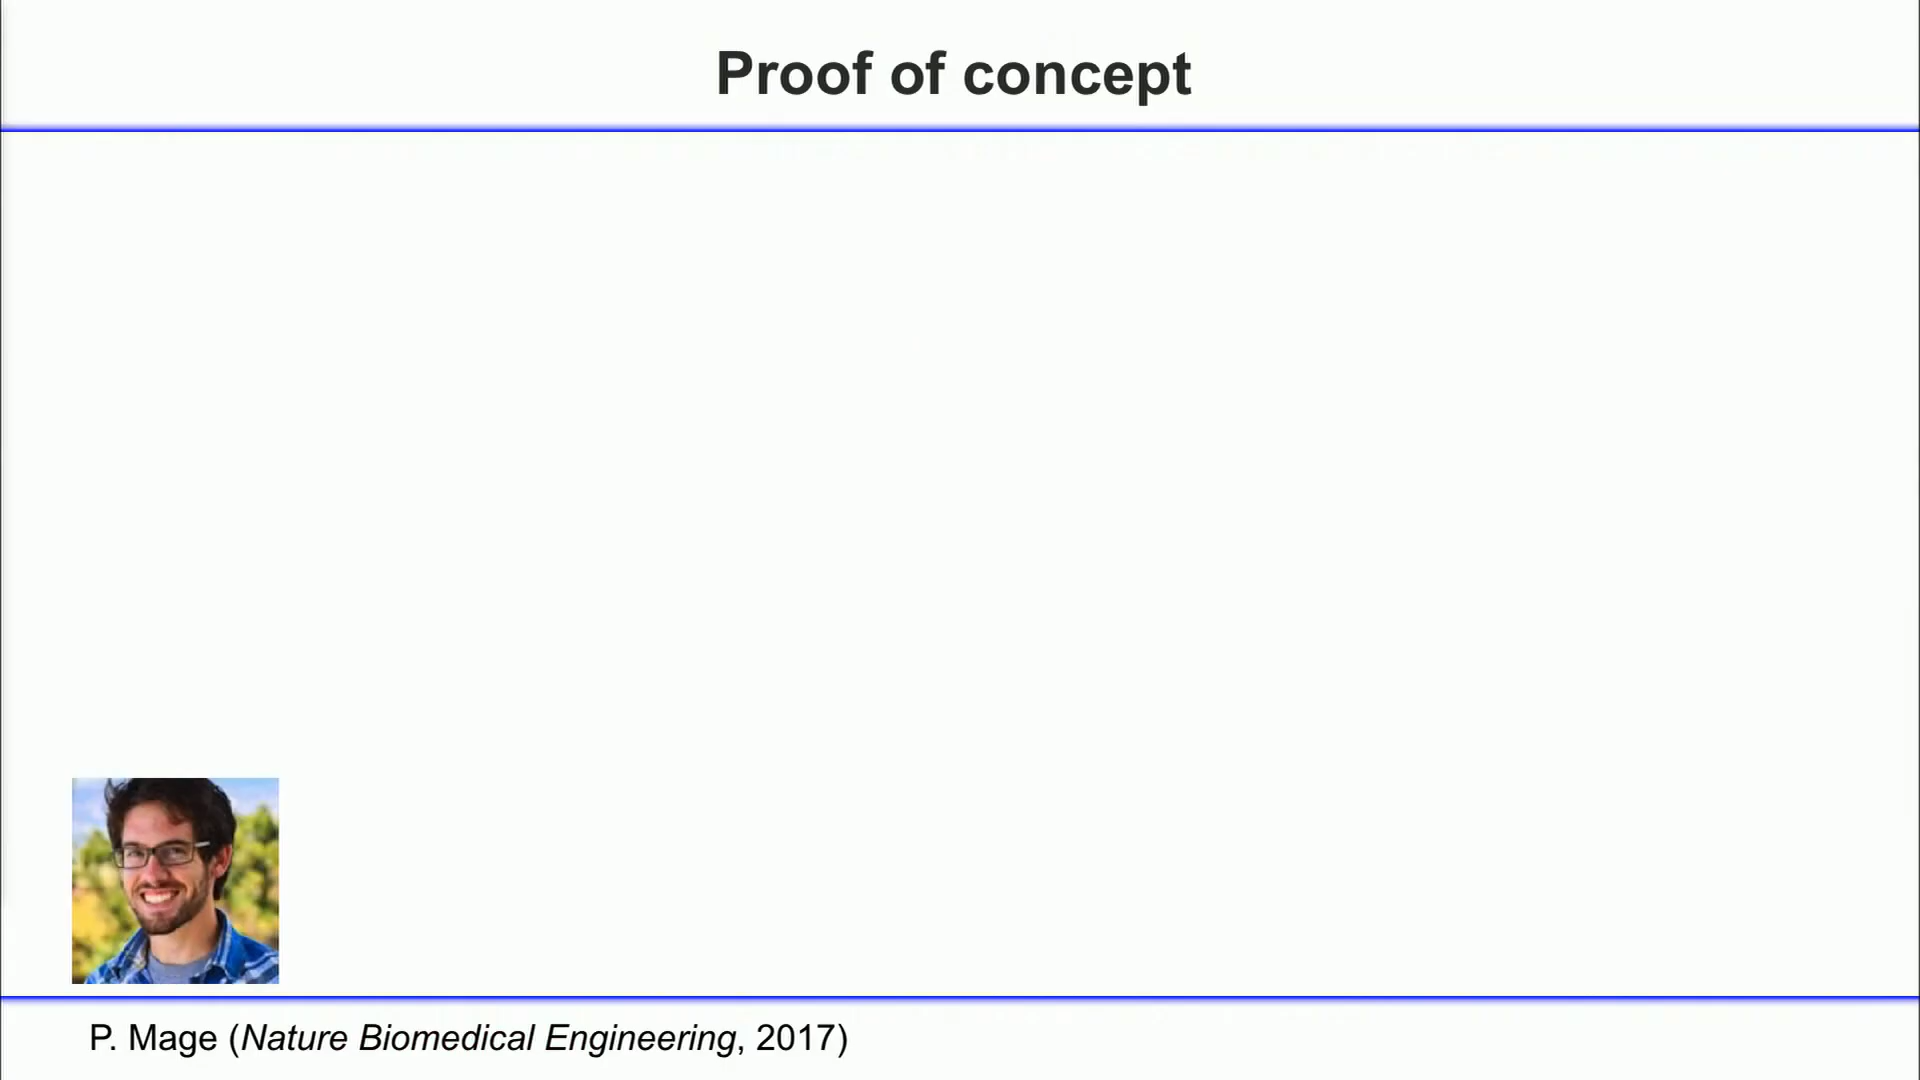 Proof of concept
P. Mage (Nature Biomedical Engineering, 2017)